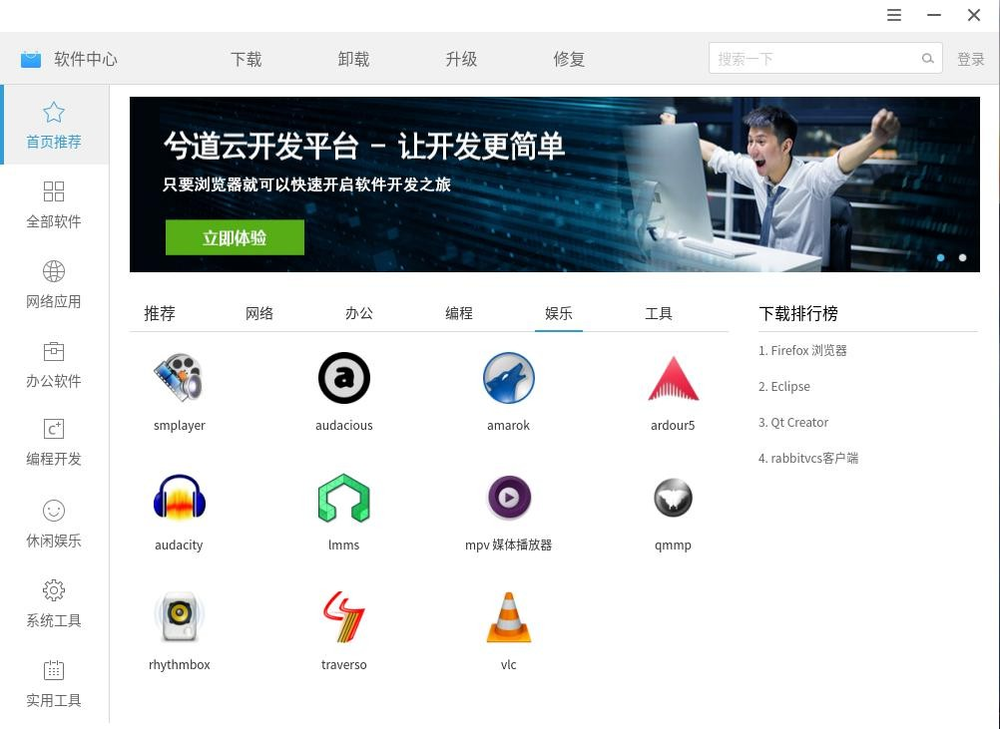 软件中心 下载 卸载 升级 修复 搜索一下 登录
首页推荐
全部软件
网络应用
办公软件
编程开发
休闲娱乐
系统工具
实用工具
兮道云开发平台 – 让开发更简单
只要浏览器就可以快速开启软件开发之旅
立即体验
推荐 网络 办公 编程 娱乐 工具
smplayer audacious amarok ardour5
audacity lmms mpv 媒体播放器 qmmp
rhythmbox traverso vlc
下载排行榜
1. Firefox 浏览器
2. Eclipse
3. Qt Creator
4. rabbitvcs客户端